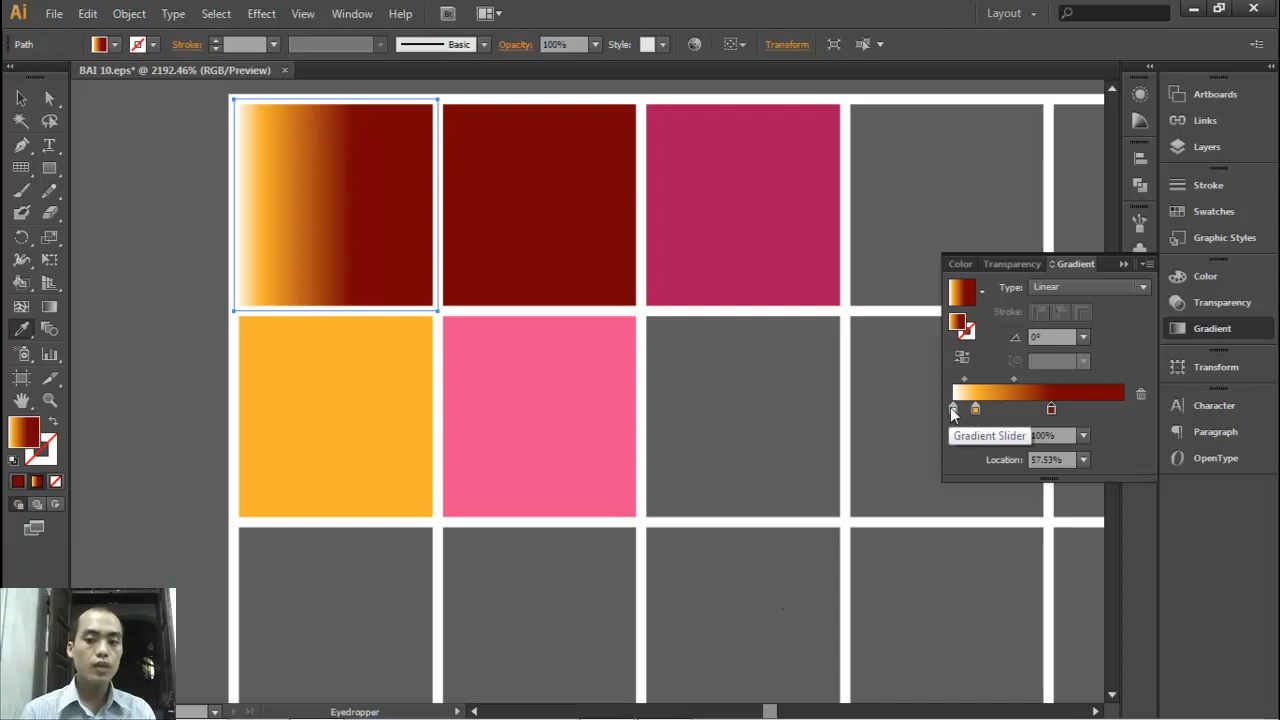 Ai File Edit Object Type Select Effect View Window Help Br Layout
Path Stroke: Basic Opacity: 100% Style: Transform
BAI 10.eps* @ 2192.46% (RGB/Preview) ×
Artboards
Links
Layers
Stroke
Swatches
Graphic Styles
Color
Transparency
Gradient
Transform
Character
Paragraph
OpenType
Color Transparency Gradient
Type: Linear
Stroke:
0°
Gradient Slider 100%
Location: 57.53%
Eyedropper